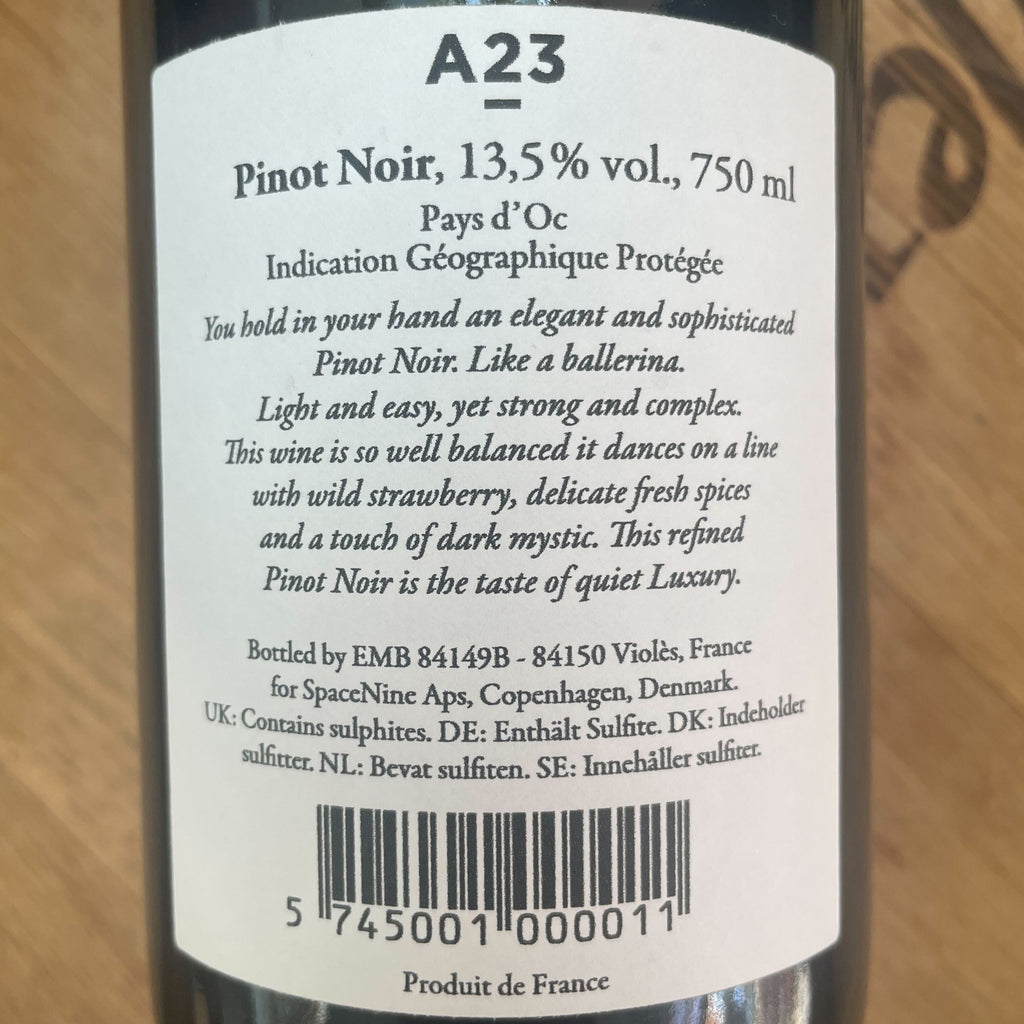 A23
Pinot Noir, 13,5% vol., 750 ml
Pays d'Oc
Indication Géographique Protégée
You hold in your hand an elegant and sophisticated
Pinot Noir. Like a ballerina.
Light and easy, yet strong and complex.
This wine is so well balanced it dances on a line
with wild strawberry, delicate fresh spices
and a touch of dark mystic. This refined
Pinot Noir is the taste of quiet Luxury.
Bottled by EMB 84149B - 84150 Violès, France
for SpaceNine Aps, Copenhagen, Denmark.
UK: Contains sulphites. DE: Enthält Sulfite. DK: Indeholder
sulfitter. NL: Bevat sulfiten. SE: Innehåller sulfiter.
5 745001 000011
Produit de France